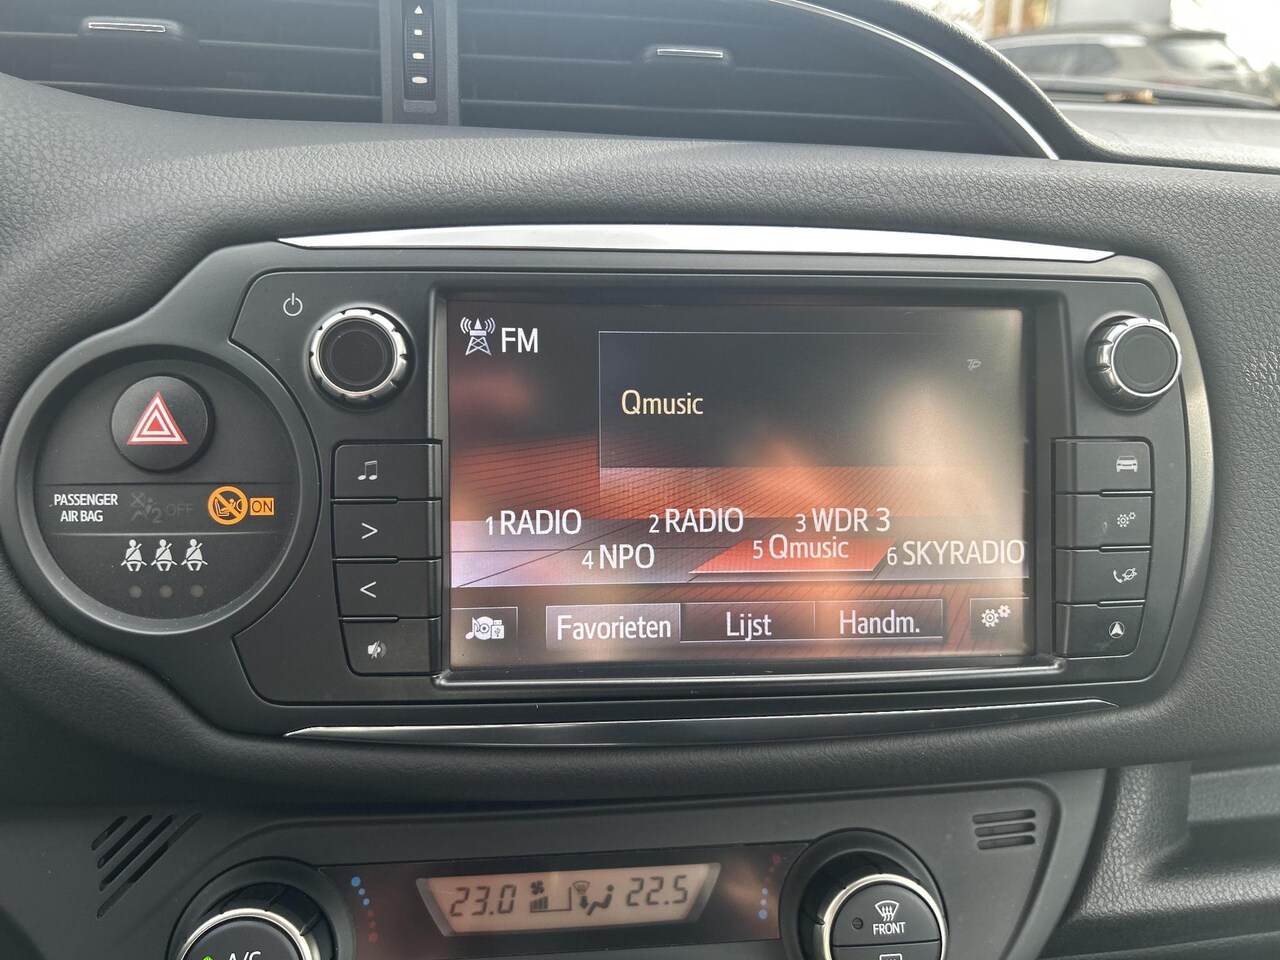 FM
TP
Qmusic
PASSENGER
AIR BAG
2 OFF
ON
1 RADIO 2 RADIO 3 WDR 3
4 NPO 5 Qmusic 6 SKYRADIO
Favorieten Lijst Handm.
23.0 22.5
FRONT
A/C